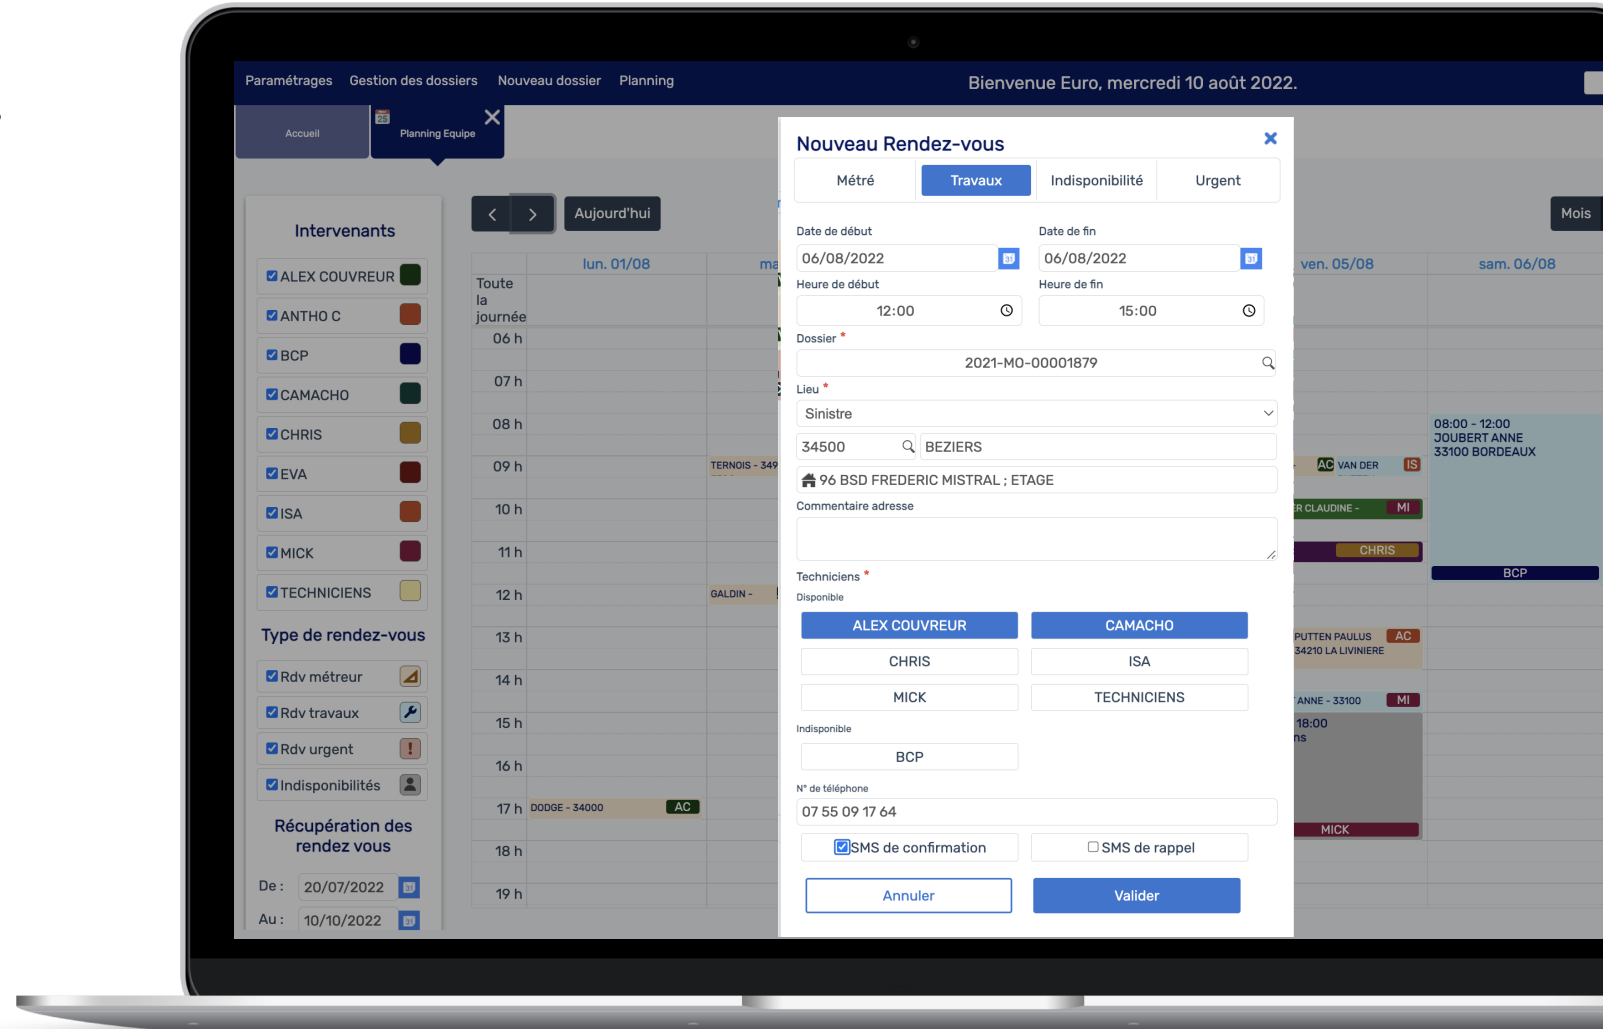 Paramétrages Gestion des dossiers Nouveau dossier Planning
Bienvenue Euro, mercredi 10 août 2022.
Accueil
25
Planning Equipe
Intervenants
ALEX COUVREUR
ANTHO C
BCP
CAMACHO
CHRIS
EVA
ISA
MICK
TECHNICIENS
Type de rendez-vous
Rdv métreur
Rdv travaux
Rdv urgent
Indisponibilités
Récupération des
rendez vous
De : 20/07/2022
Au : 10/10/2022
Aujourd'hui
Mois
lun. 01/08
ma
ven. 05/08
sam. 06/08
Toute
la
journée
06 h
07 h
08 h
09 h
10 h
11 h
12 h
13 h
14 h
15 h
16 h
17 h
18 h
19 h
TERNOIS - 349
GALDIN -
DODGE - 34000 AC
Nouveau Rendez-vous
Métré Travaux Indisponibilité Urgent
Date de début Date de fin
06/08/2022 06/08/2022
Heure de début Heure de fin
12:00 15:00
Dossier *
2021-MO-00001879
Lieu *
Sinistre
34500 BEZIERS
96 BSD FREDERIC MISTRAL ; ETAGE
Commentaire adresse
Techniciens *
Disponible
ALEX COUVREUR CAMACHO
CHRIS ISA
MICK TECHNICIENS
Indisponible
BCP
N° de téléphone
07 55 09 17 64
SMS de confirmation SMS de rappel
Annuler Valider
AC VAN DER IS
R CLAUDINE - MI
CHRIS
PUTTEN PAULUS AC
34210 LA LIVINIERE
ANNE - 33100 MI
18:00
ns
MICK
08:00 - 12:00
JOUBERT ANNE
33100 BORDEAUX
BCP